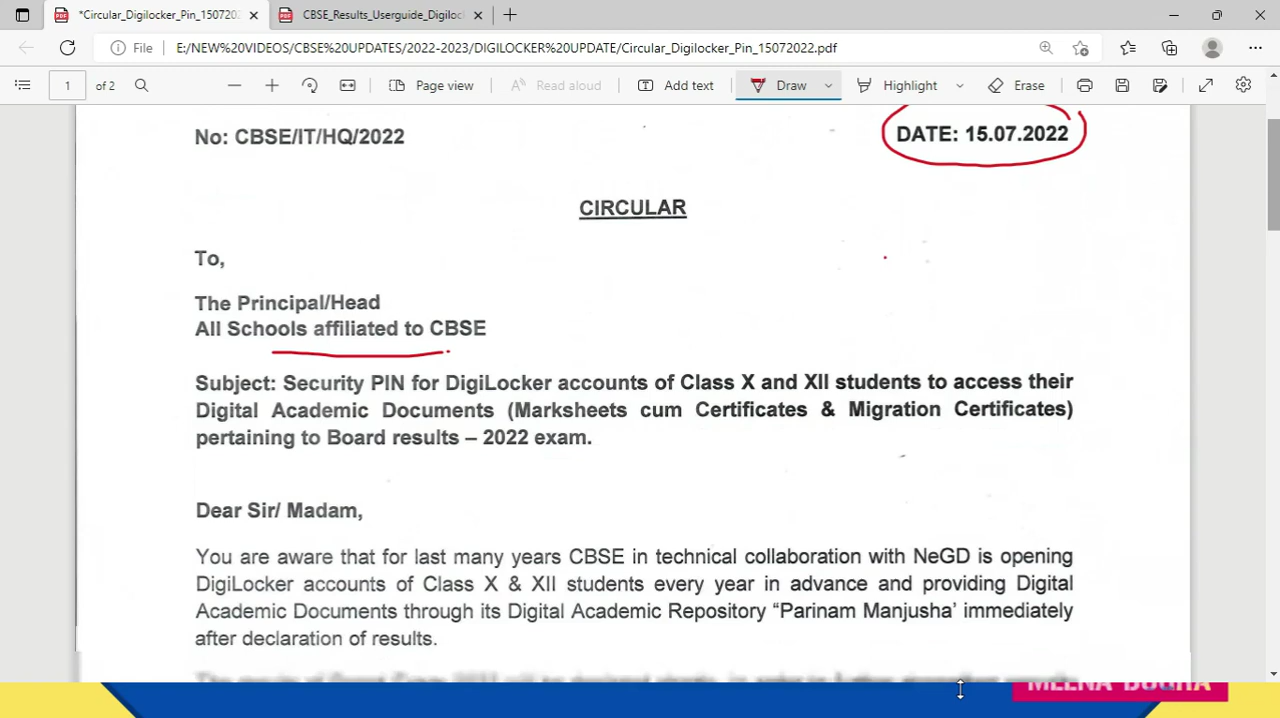 *Circular_Digilocker_Pin_1507202
CBSE_Results_Userguide_Digiloc
File
E:/NEW%20VIDEOS/CBSE%20UPDATES/2022-2023/DIGILOCKER%20UPDATE/Circular_Digilocker_Pin_15072022.pdf
1 of 2
Page view
Read aloud
Add text
Draw
Highlight
Erase
No: CBSE/IT/HQ/2022
DATE: 15.07.2022
CIRCULAR
To,
The Principal/Head
All Schools affiliated to CBSE
Subject: Security PIN for DigiLocker accounts of Class X and XII students to access their
Digital Academic Documents (Marksheets cum Certificates & Migration Certificates)
pertaining to Board results – 2022 exam.
Dear Sir/ Madam,
You are aware that for last many years CBSE in technical collaboration with NeGD is opening
DigiLocker accounts of Class X & XII students every year in advance and providing Digital
Academic Documents through its Digital Academic Repository “Parinam Manjusha’ immediately
after declaration of results.